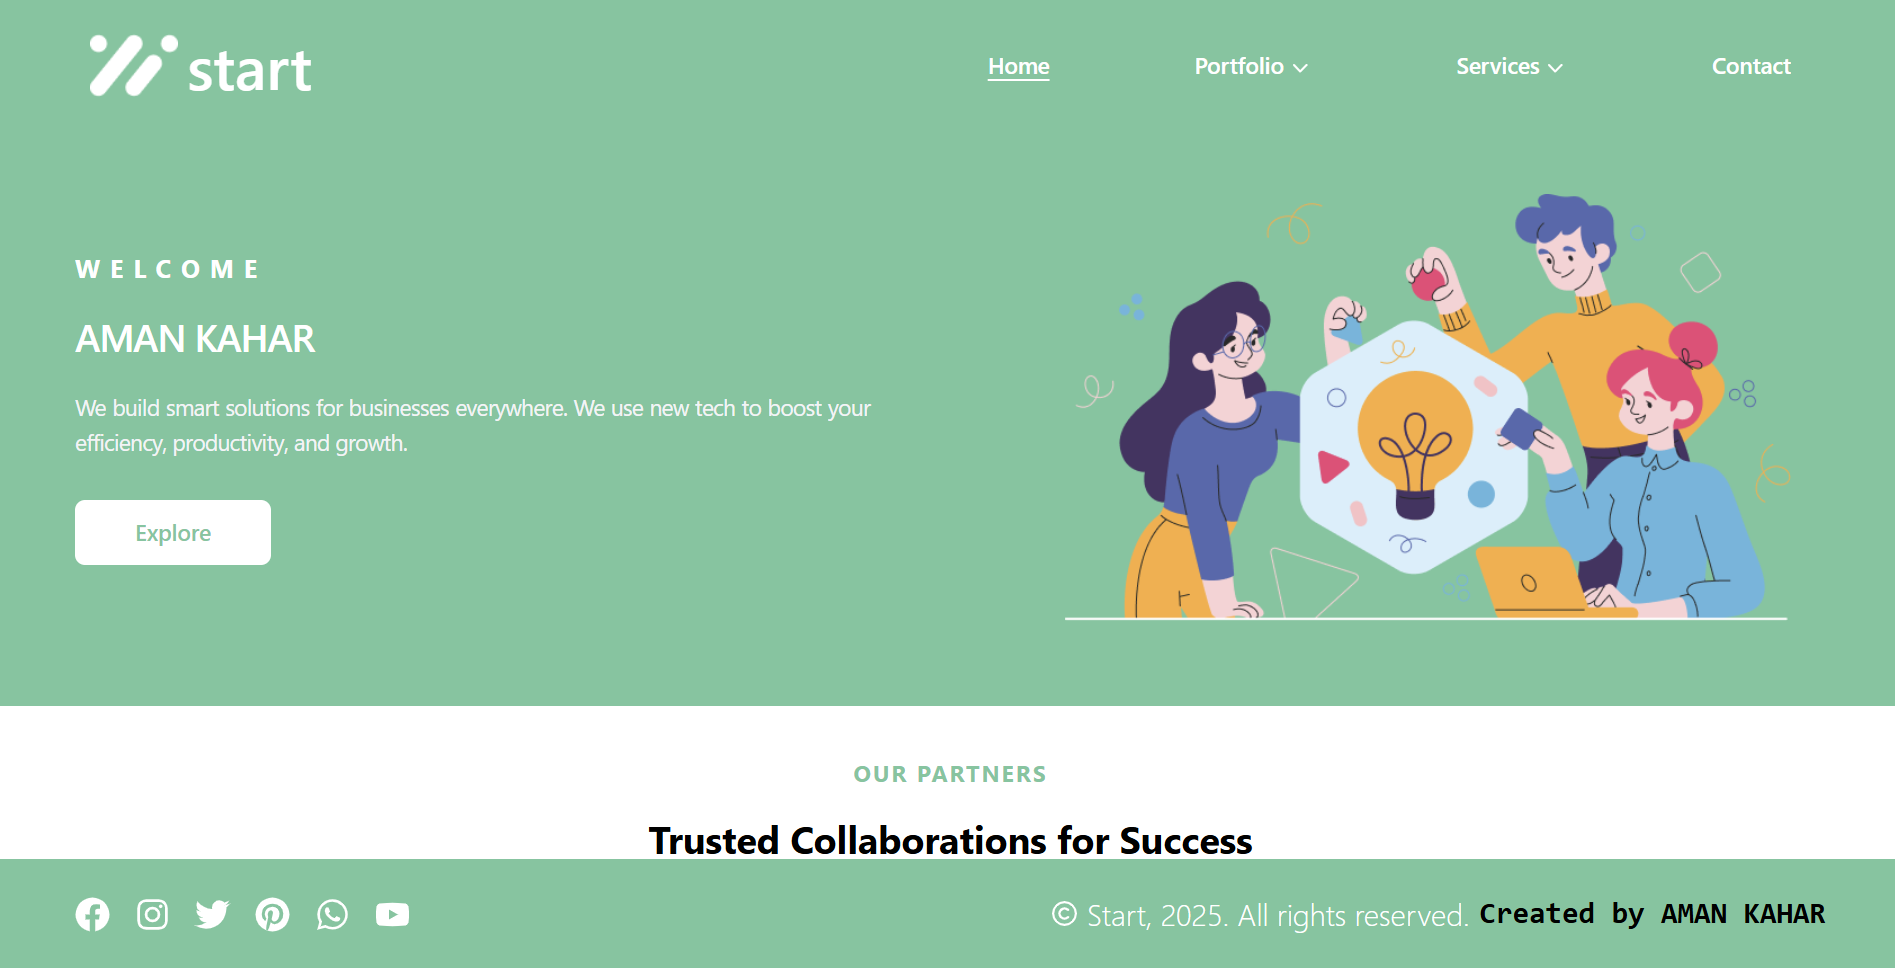 start
Home
Portfolio
Services
Contact
WELCOME
AMAN KAHAR
We build smart solutions for businesses everywhere. We use new tech to boost your
efficiency, productivity, and growth.
Explore
OUR PARTNERS
Trusted Collaborations for Success
© Start, 2025. All rights reserved. Created by AMAN KAHAR